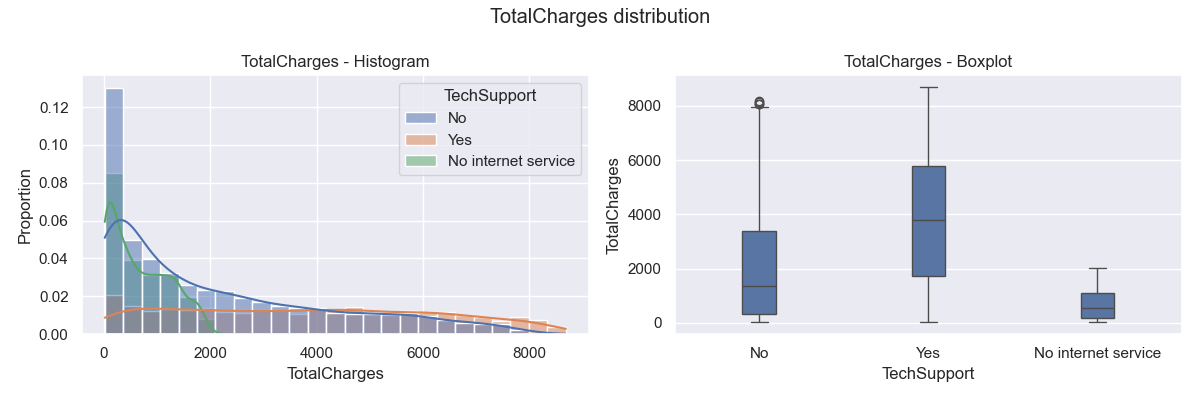 TotalCharges distribution
TotalCharges - Histogram
TechSupport
No
Yes
No internet service
0.12
0.10
0.08
0.06
0.04
0.02
0.00
Proportion
0
2000
4000
6000
8000
TotalCharges
TotalCharges - Boxplot
8000
6000
4000
2000
0
TotalCharges
No
Yes
No internet service
TechSupport